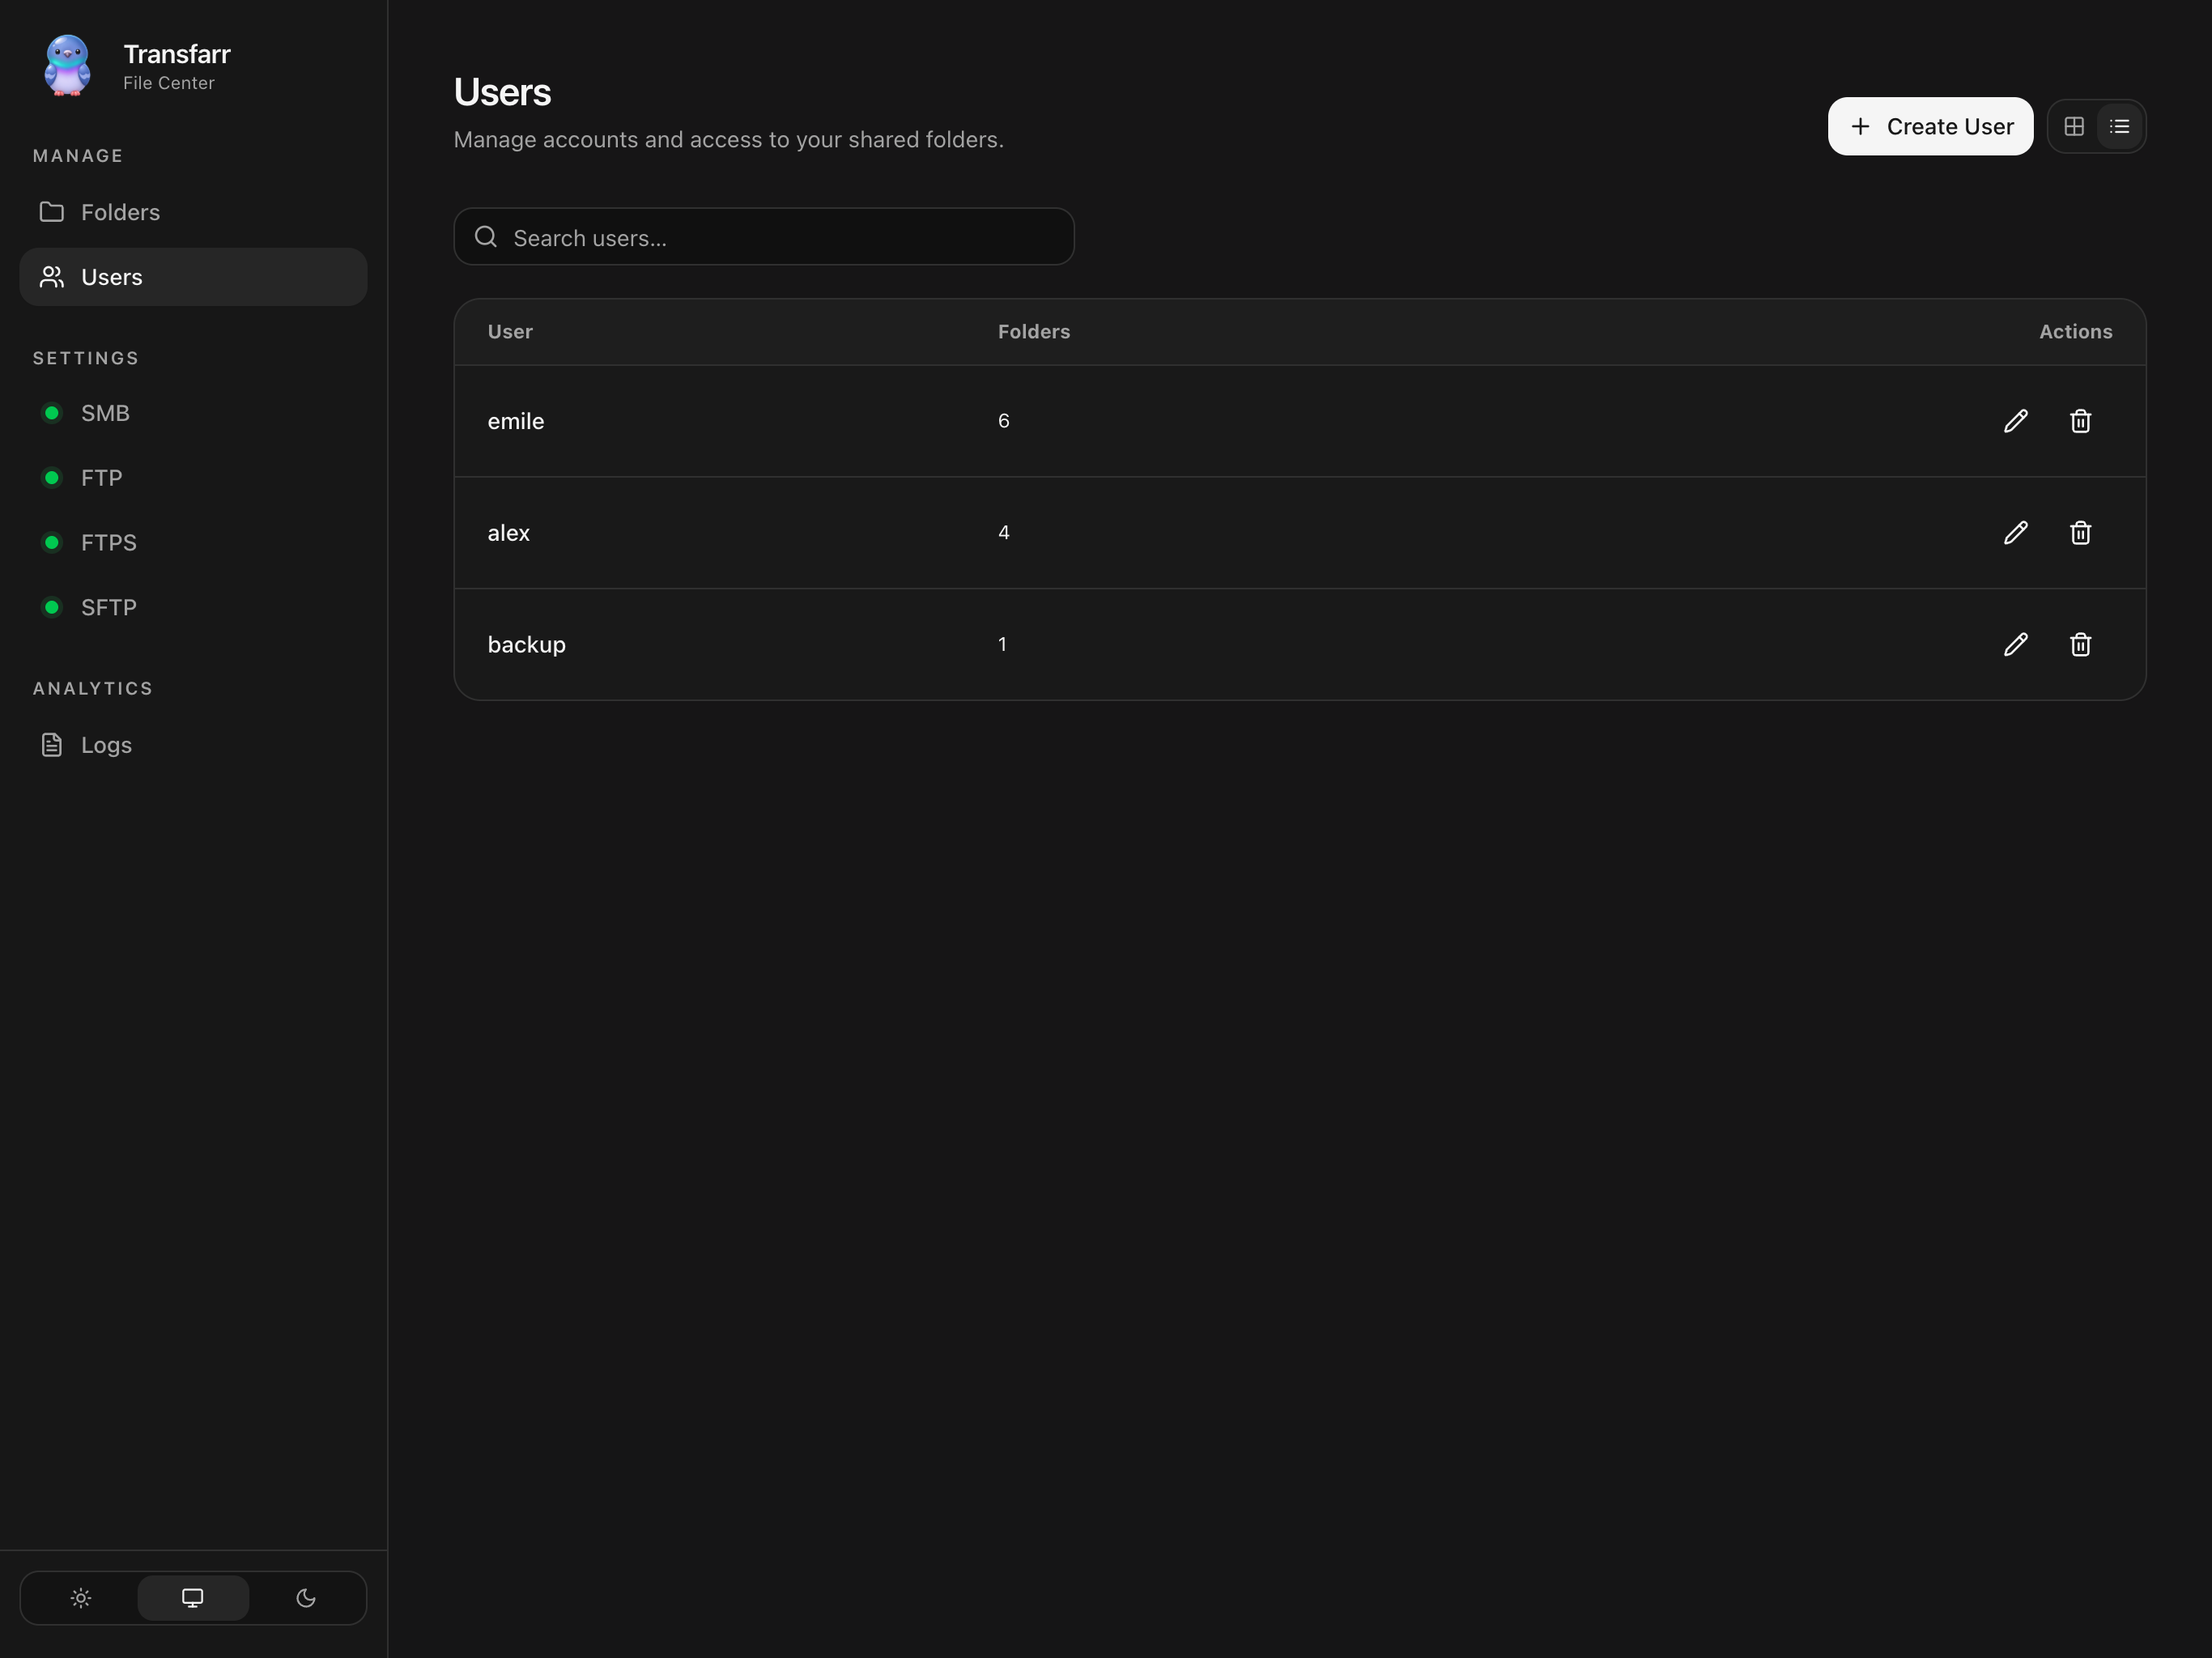 Transfarr
File Center
MANAGE
Folders
Users
SETTINGS
SMB
FTP
FTPS
SFTP
ANALYTICS
Logs
Users
Manage accounts and access to your shared folders.
Create User
Search users...
User Folders Actions
emile 6
alex 4
backup 1